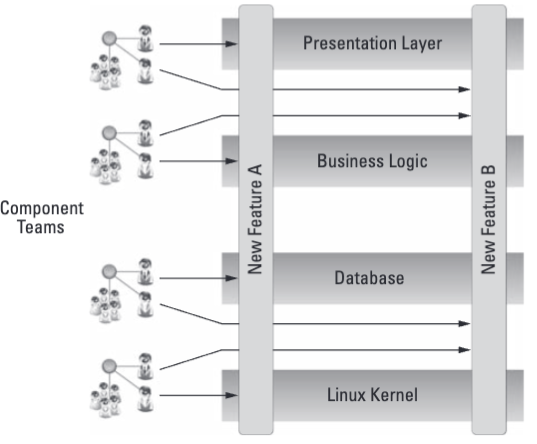 Presentation Layer
Business Logic
Component
Teams
New Feature A
New Feature B
Database
Linux Kernel